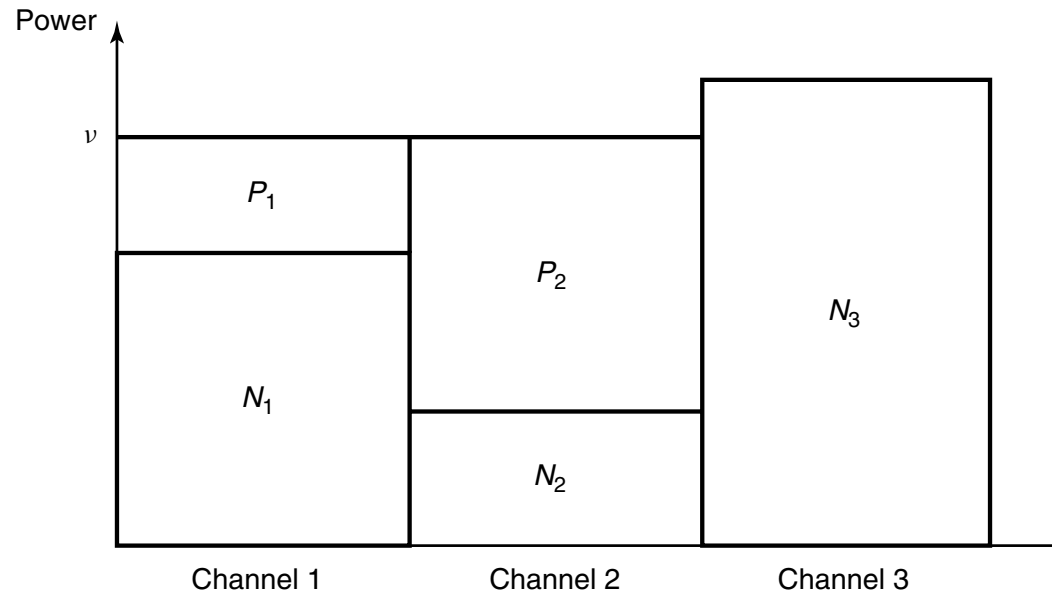 Power
ν
P₁
P₂
N₃
N₁
N₂
Channel 1 Channel 2 Channel 3